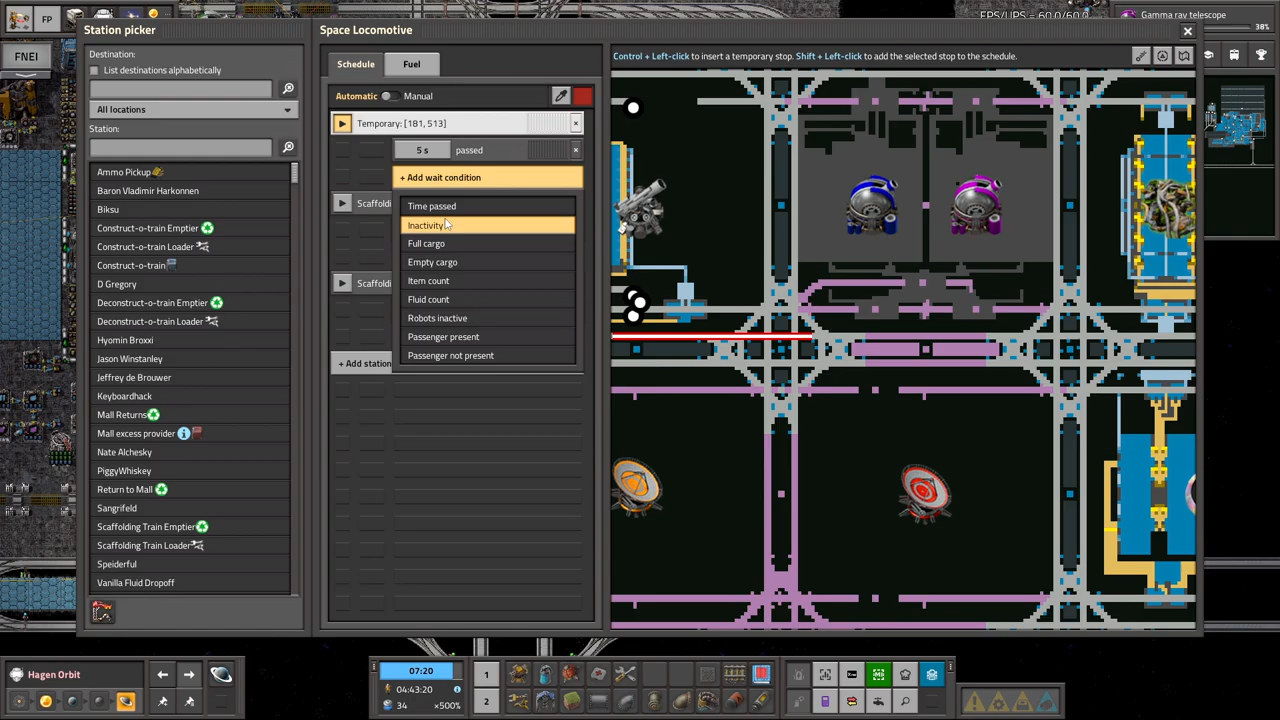 FP
EPS/UPS = 60.0/60.0
Gamma ray telescope
38%
FNEI
Station picker
Destination:
List destinations alphabetically
All locations
Station:
Ammo Pickup
Baron Vladimir Harkonnen
Biksu
Construct-o-train Emptier
Construct-o-train Loader
Construct-o-train
D Gregory
Deconstruct-o-train Emptier
Deconstruct-o-train Loader
Hyomin Broxxi
Jason Winstanley
Jeffrey de Brouwer
Keyboardhack
Mall Returns
Mall excess provider
Nate Alchesky
PiggyWhiskey
Return to Mall
Sangrifeld
Scaffolding Train Emptier
Scaffolding Train Loader
Speiderful
Vanilla Fluid Dropoff
Space Locomotive
Schedule
Fuel
Automatic
Manual
Temporary: [181, 513]
5 s
passed
+ Add wait condition
Time passed
Inactivity
Full cargo
Empty cargo
Item count
Fluid count
Robots inactive
Passenger present
Passenger not present
Scaffoldi
Scaffoldi
+ Add station
Control + Left-click to insert a temporary stop. Shift + Left-click to add the selected stop to the schedule.
Hagen Orbit
07:20
04:43:20
34
×500%
1
2